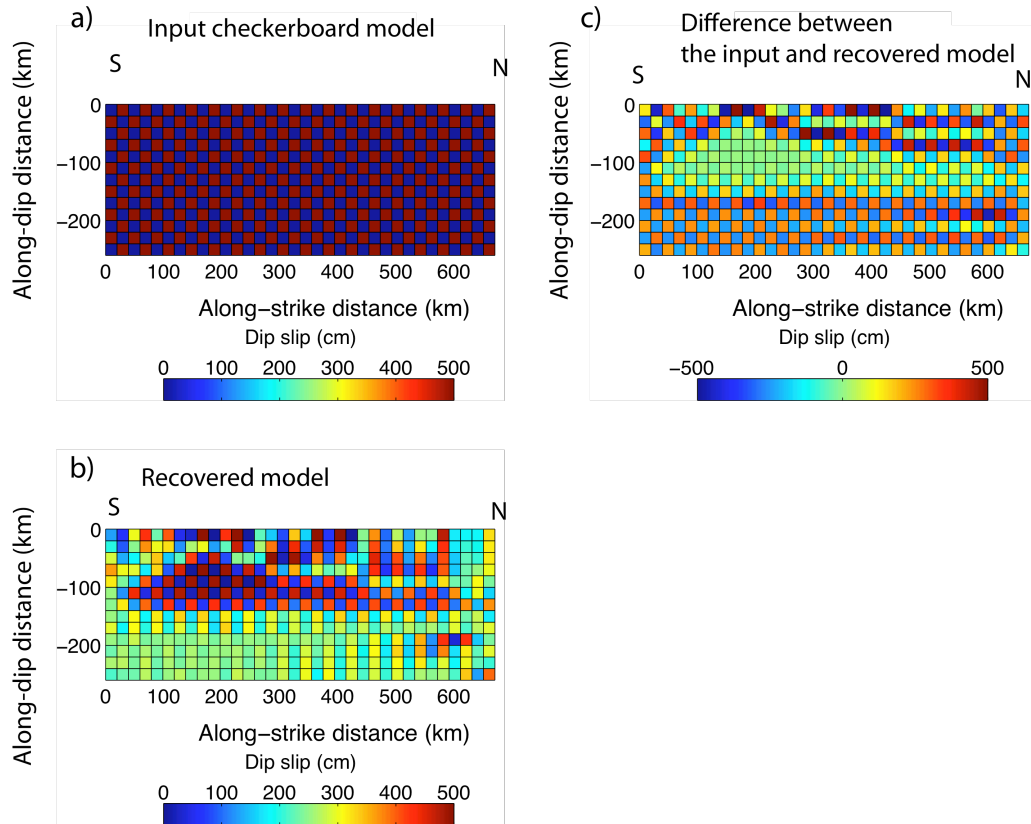 a)
Input checkerboard model
S
N
Along-dip distance (km)
0
−100
−200
0 100 200 300 400 500 600
Along−strike distance (km)
Dip slip (cm)
0 100 200 300 400 500
c)
Difference between
the input and recovered model
S
N
Along-dip distance (km)
0
−100
−200
0 100 200 300 400 500 600
Along−strike distance (km)
Dip slip (cm)
−500 0 500
b)
Recovered model
S
N
Along-dip distance (km)
0
−100
−200
0 100 200 300 400 500 600
Along−strike distance (km)
Dip slip (cm)
0 100 200 300 400 500